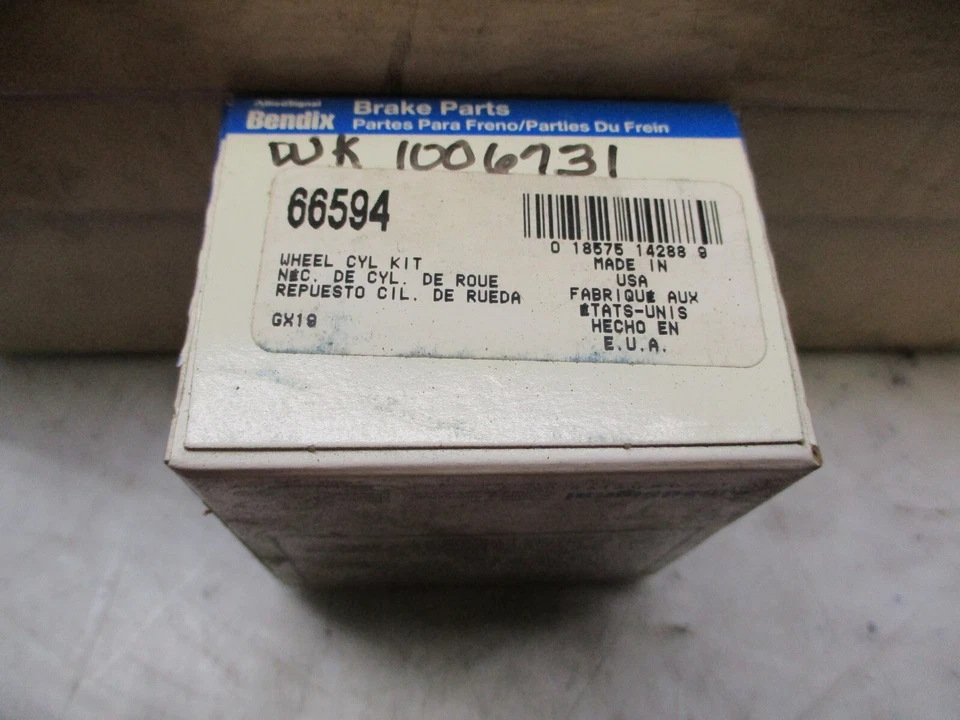 AlliedSignal
Bendix
Brake Parts
Partes Para Freno/Parties Du Frein
WK 1006731
66594
0 18575 14288 9
WHEEL CYL KIT
NÉC. DE CYL. DE ROUE
REPUESTO CIL. DE RUEDA
GX19
MADE IN
USA
FABRIQUÉ AUX
ÉTATS-UNIS
HECHO EN
E.U.A.